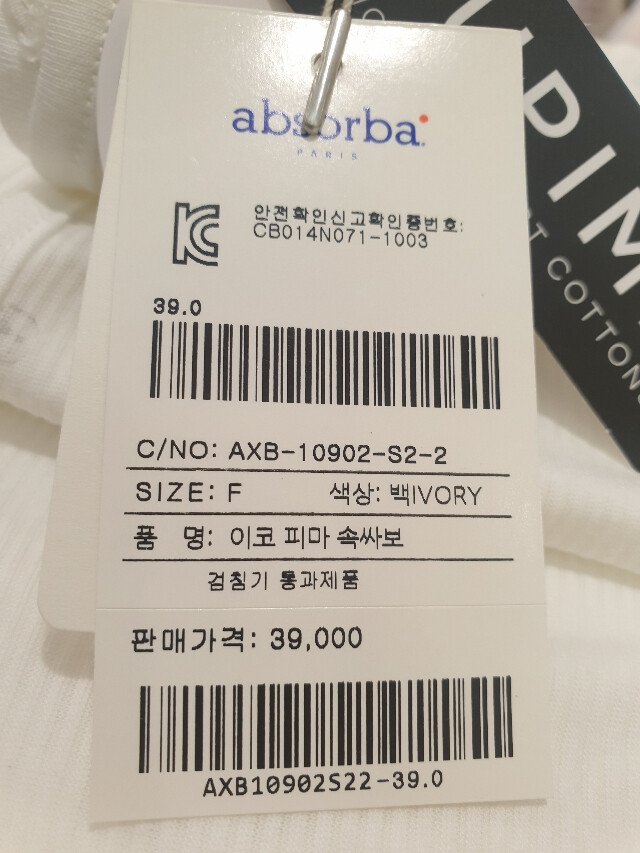 absorba.
PARIS
안전확인신고확인증번호:
CB014N071-1003
39.0
C/NO: AXB-10902-S2-2
SIZE: F 색상: 백IVORY
품 명: 이코 피마 속싸보
검침기 통과제품
판매가격: 39,000
AXB10902S22-39.0
COTTON